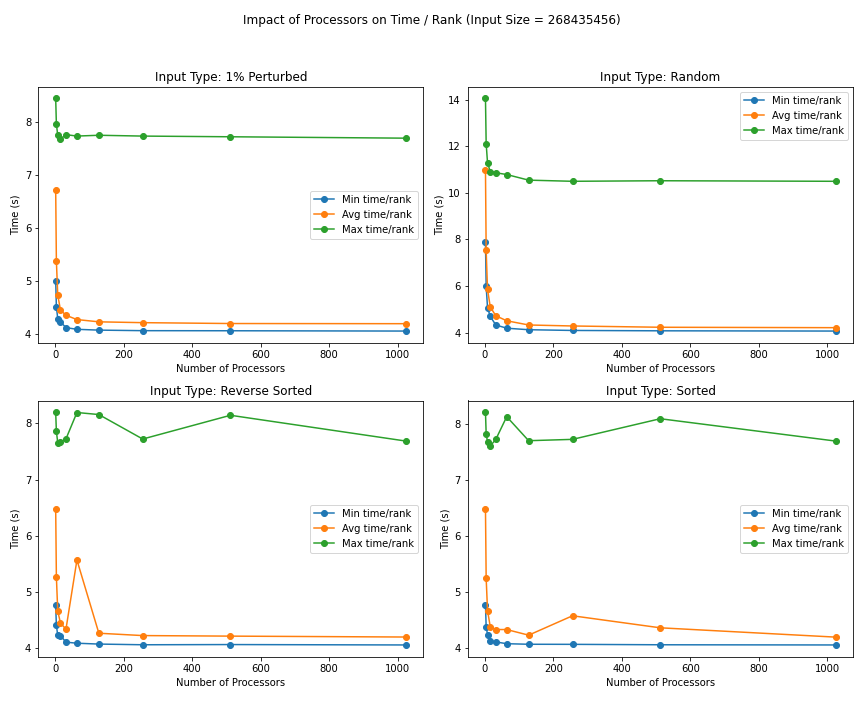 Impact of Processors on Time / Rank (Input Size = 268435456)
Input Type: 1% Perturbed
8
7
6
5
4
Time (s)
0 200 400 600 800 1000
Number of Processors
Min time/rank
Avg time/rank
Max time/rank
Input Type: Random
14
12
10
8
6
4
Time (s)
0 200 400 600 800 1000
Number of Processors
Min time/rank
Avg time/rank
Max time/rank
Input Type: Reverse Sorted
8
7
6
5
4
Time (s)
0 200 400 600 800 1000
Number of Processors
Min time/rank
Avg time/rank
Max time/rank
Input Type: Sorted
8
7
6
5
4
Time (s)
0 200 400 600 800 1000
Number of Processors
Min time/rank
Avg time/rank
Max time/rank